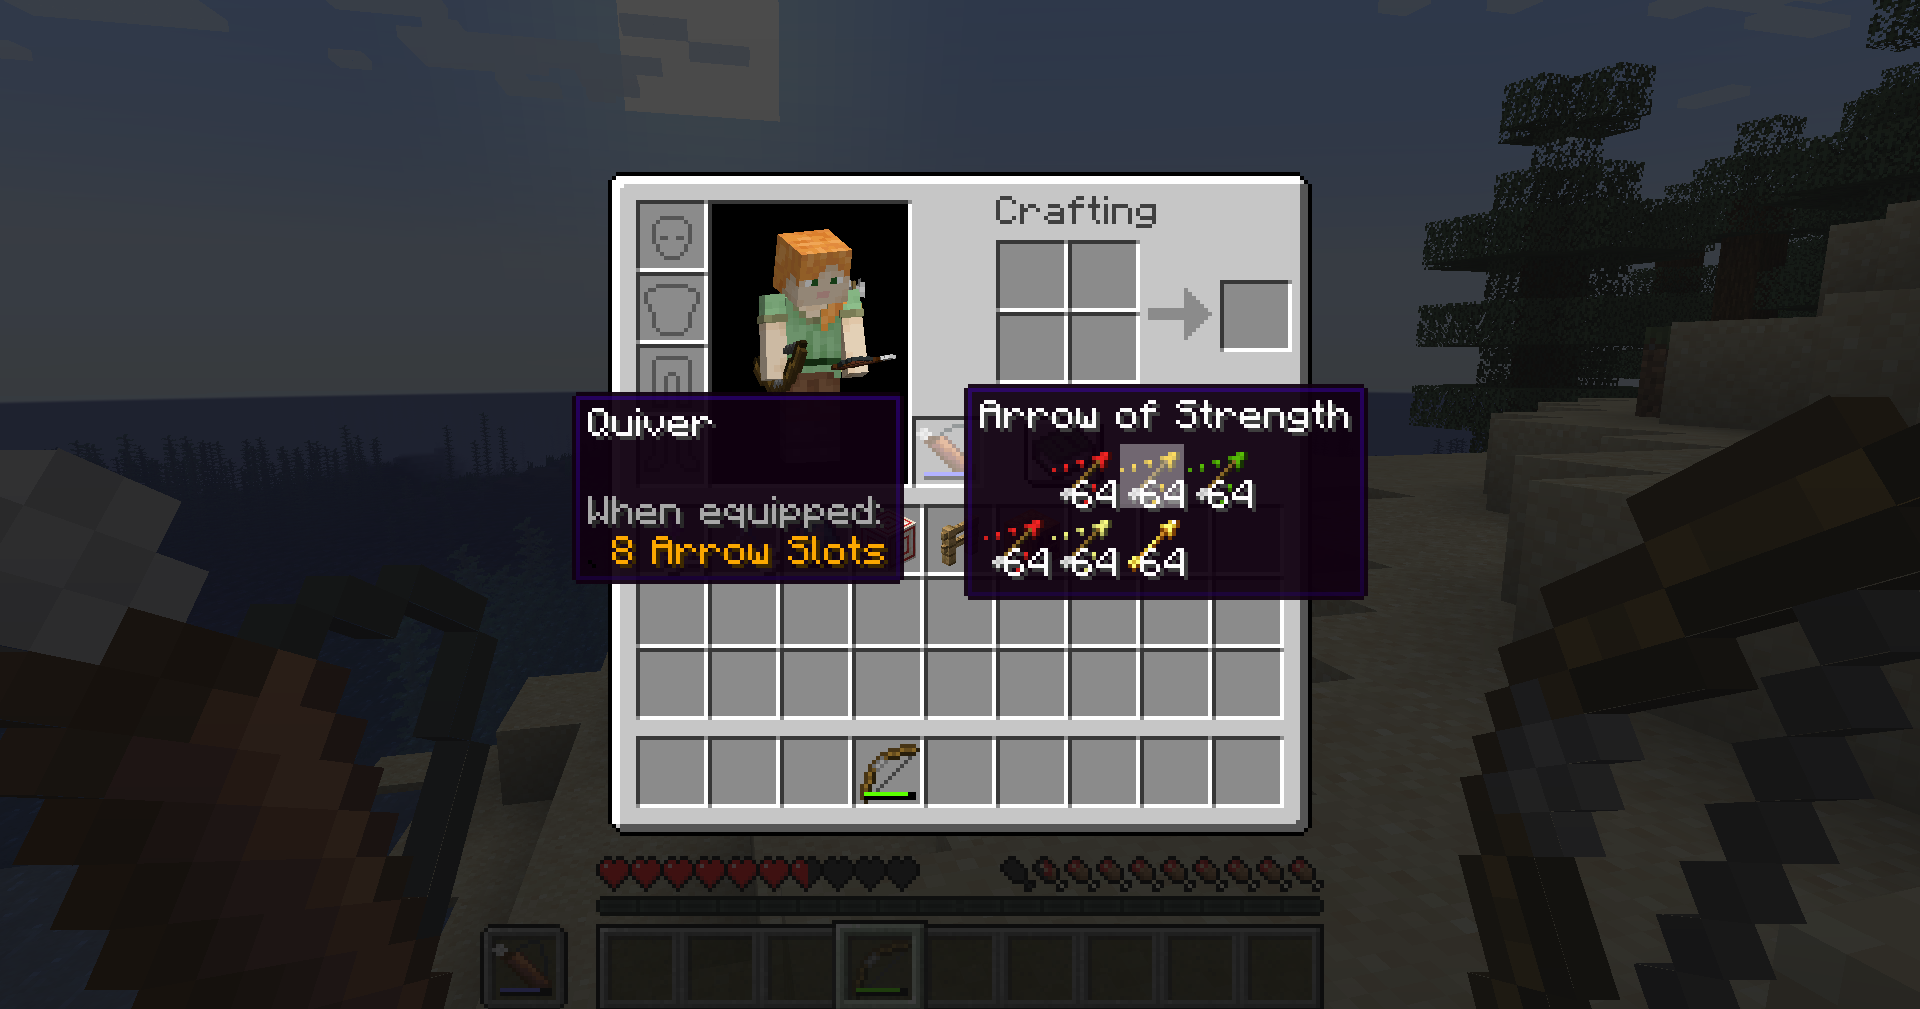 Crafting
Quiver
When equipped:
8 Arrow Slots
Arrow of Strength
64 64 64
64 64 64